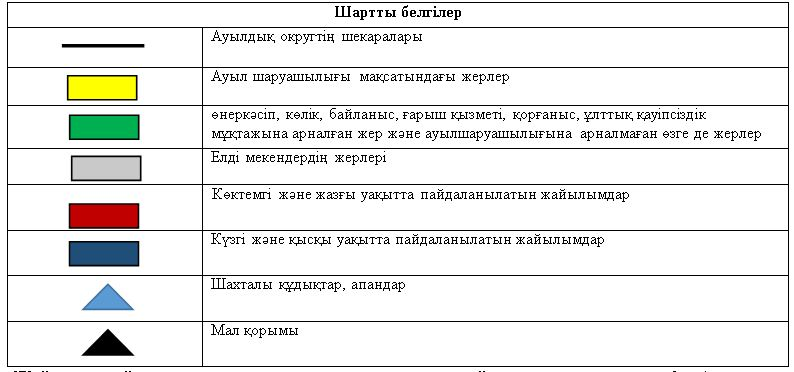 Шартты белгілер
Ауылдық округтің шекаралары
Ауыл шаруашылығы мақсатындағы жерлер
өнеркәсіп, көлік, байланыс, ғарыш қызметі, қорғаныс, ұлттық қауіпсіздік
мұқтажына арналған жер және ауылшаруашылығына арналмаған өзге де жерлер
Елді мекендердің жерлері
Көктемгі және жазғы уақытта пайдаланылатын жайылымдар
Күзгі және қысқы уақытта пайдаланылатын жайылымдар
Шахталы құдықтар, апандар
Мал қорымы